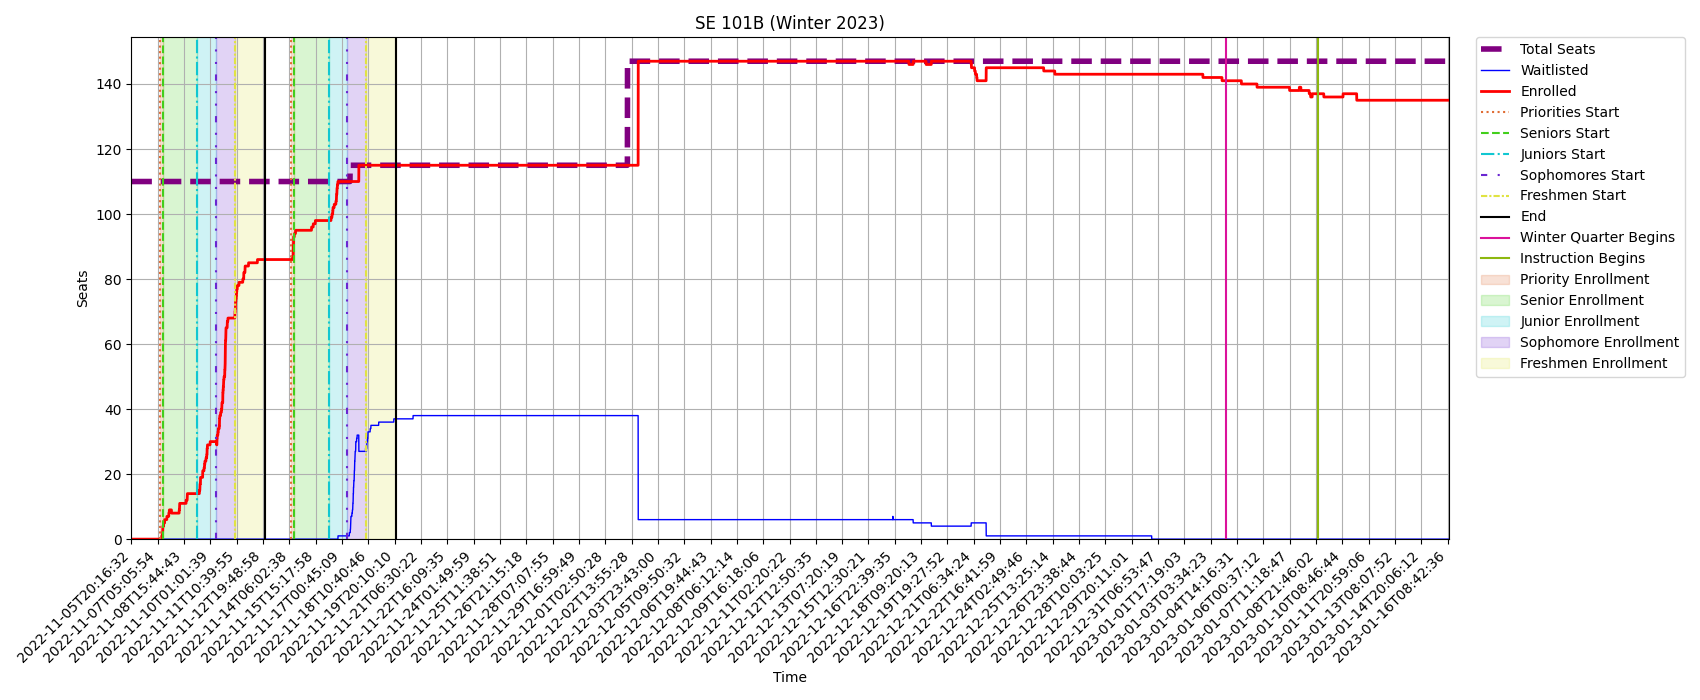 SE 101B (Winter 2023)
Total Seats
Waitlisted
Enrolled
Priorities Start
Seniors Start
Juniors Start
Sophomores Start
Freshmen Start
End
Winter Quarter Begins
Instruction Begins
Priority Enrollment
Senior Enrollment
Junior Enrollment
Sophomore Enrollment
Freshmen Enrollment
Seats
140
120
100
80
60
40
20
0
2022-11-05T20:16:32
2022-11-07T05:05:54
2022-11-08T15:44:43
2022-11-10T01:01:39
2022-11-11T10:39:55
2022-11-12T19:48:58
2022-11-14T06:02:38
2022-11-15T15:17:58
2022-11-17T00:45:09
2022-11-18T10:40:46
2022-11-19T20:10:10
2022-11-21T06:30:22
2022-11-22T16:09:35
2022-11-24T01:49:59
2022-11-25T11:38:51
2022-11-26T21:15:18
2022-11-28T07:07:55
2022-11-29T16:59:49
2022-12-01T02:50:28
2022-12-02T13:55:28
2022-12-03T23:43:00
2022-12-05T09:50:32
2022-12-06T19:44:43
2022-12-08T06:12:14
2022-12-09T16:18:06
2022-12-11T02:20:22
2022-12-12T12:50:35
2022-12-13T07:20:19
2022-12-15T12:30:21
2022-12-16T22:39:35
2022-12-18T09:20:13
2022-12-19T19:27:52
2022-12-21T06:34:24
2022-12-22T16:41:59
2022-12-24T02:49:46
2022-12-25T13:25:14
2022-12-26T23:38:44
2022-12-28T10:03:25
2022-12-29T20:11:01
2022-12-31T06:53:47
2023-01-01T17:19:03
2023-01-03T03:34:23
2023-01-04T14:16:31
2023-01-06T00:37:12
2023-01-07T11:18:47
2023-01-08T21:46:02
2023-01-10T08:46:44
2023-01-11T20:59:06
2023-01-13T08:07:52
2023-01-14T20:06:12
2023-01-16T08:42:36
Time